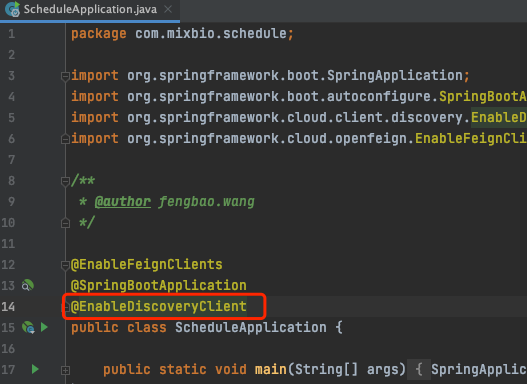 ScheduleApplication.java
1 package com.mixbio.schedule;
2
3 import org.springframework.boot.SpringApplication;
4 import org.springframework.boot.autoconfigure.SpringBootA
5 import org.springframework.cloud.client.discovery.EnableD
6 import org.springframework.cloud.openfeign.EnableFeignCli
7
8 /**
9 * @author fengbao.wang
10 */
11
12 @EnableFeignClients
13 @SpringBootApplication
14 @EnableDiscoveryClient
15 public class ScheduleApplication {
16
17 public static void main(String[] args) { SpringApplic